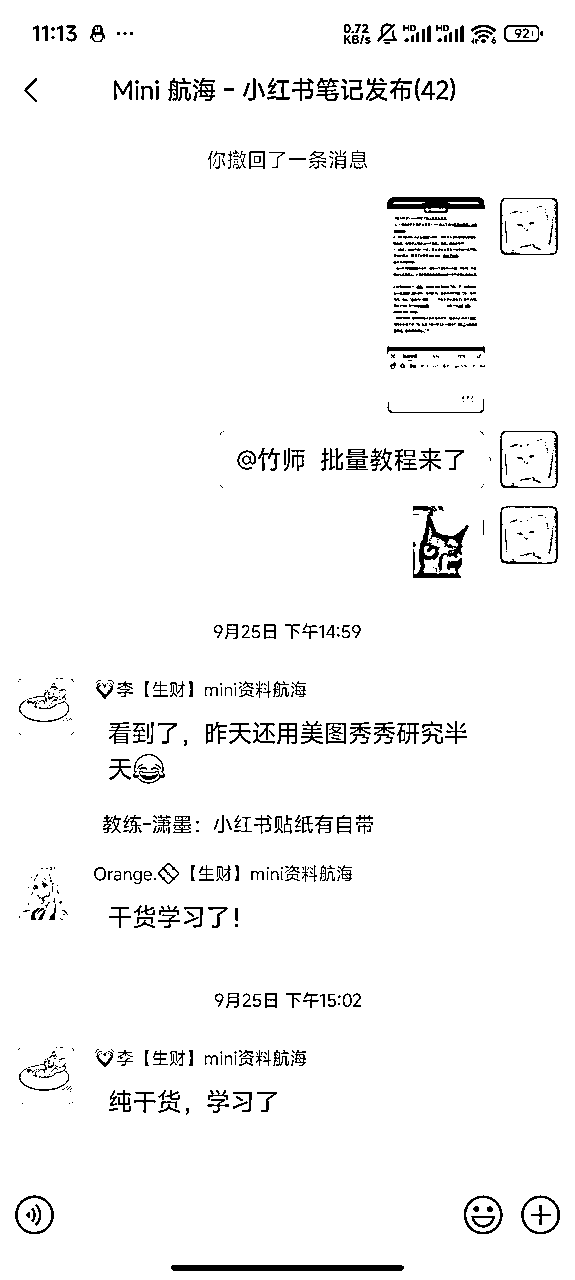 11:13
0.72 KB/s HD HD 6 92
Mini 航海 - 小红书笔记发布(42)
你撤回了一条消息
@竹师 批量教程来了
9月25日 下午14:59
李【生财】mini资料航海
看到了，昨天还用美图秀秀研究半
天😂
教练-潇墨：小红书贴纸有自带
Orange.【生财】mini资料航海
干货学习了！
9月25日 下午15:02
李【生财】mini资料航海
纯干货，学习了